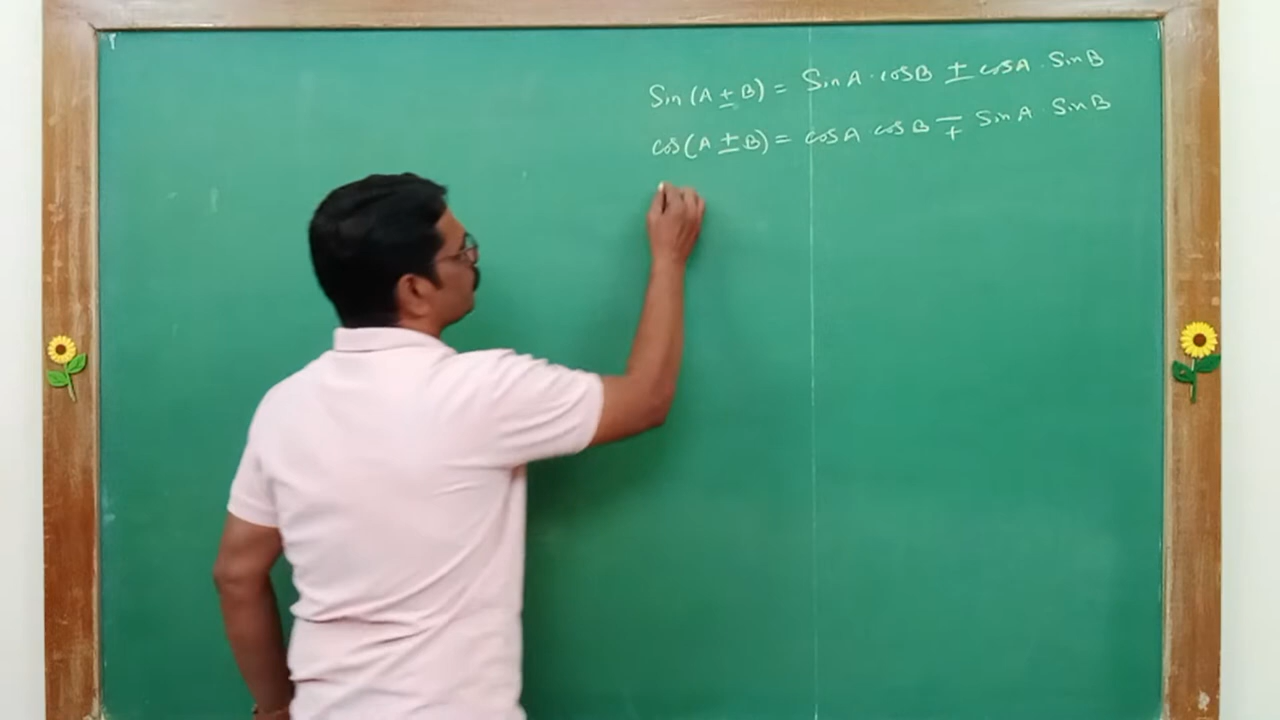 Sin (A ± B) = Sin A · cos B ± cos A . Sin B
cos (A ± B) = cos A · cos B ∓ Sin A Sin B